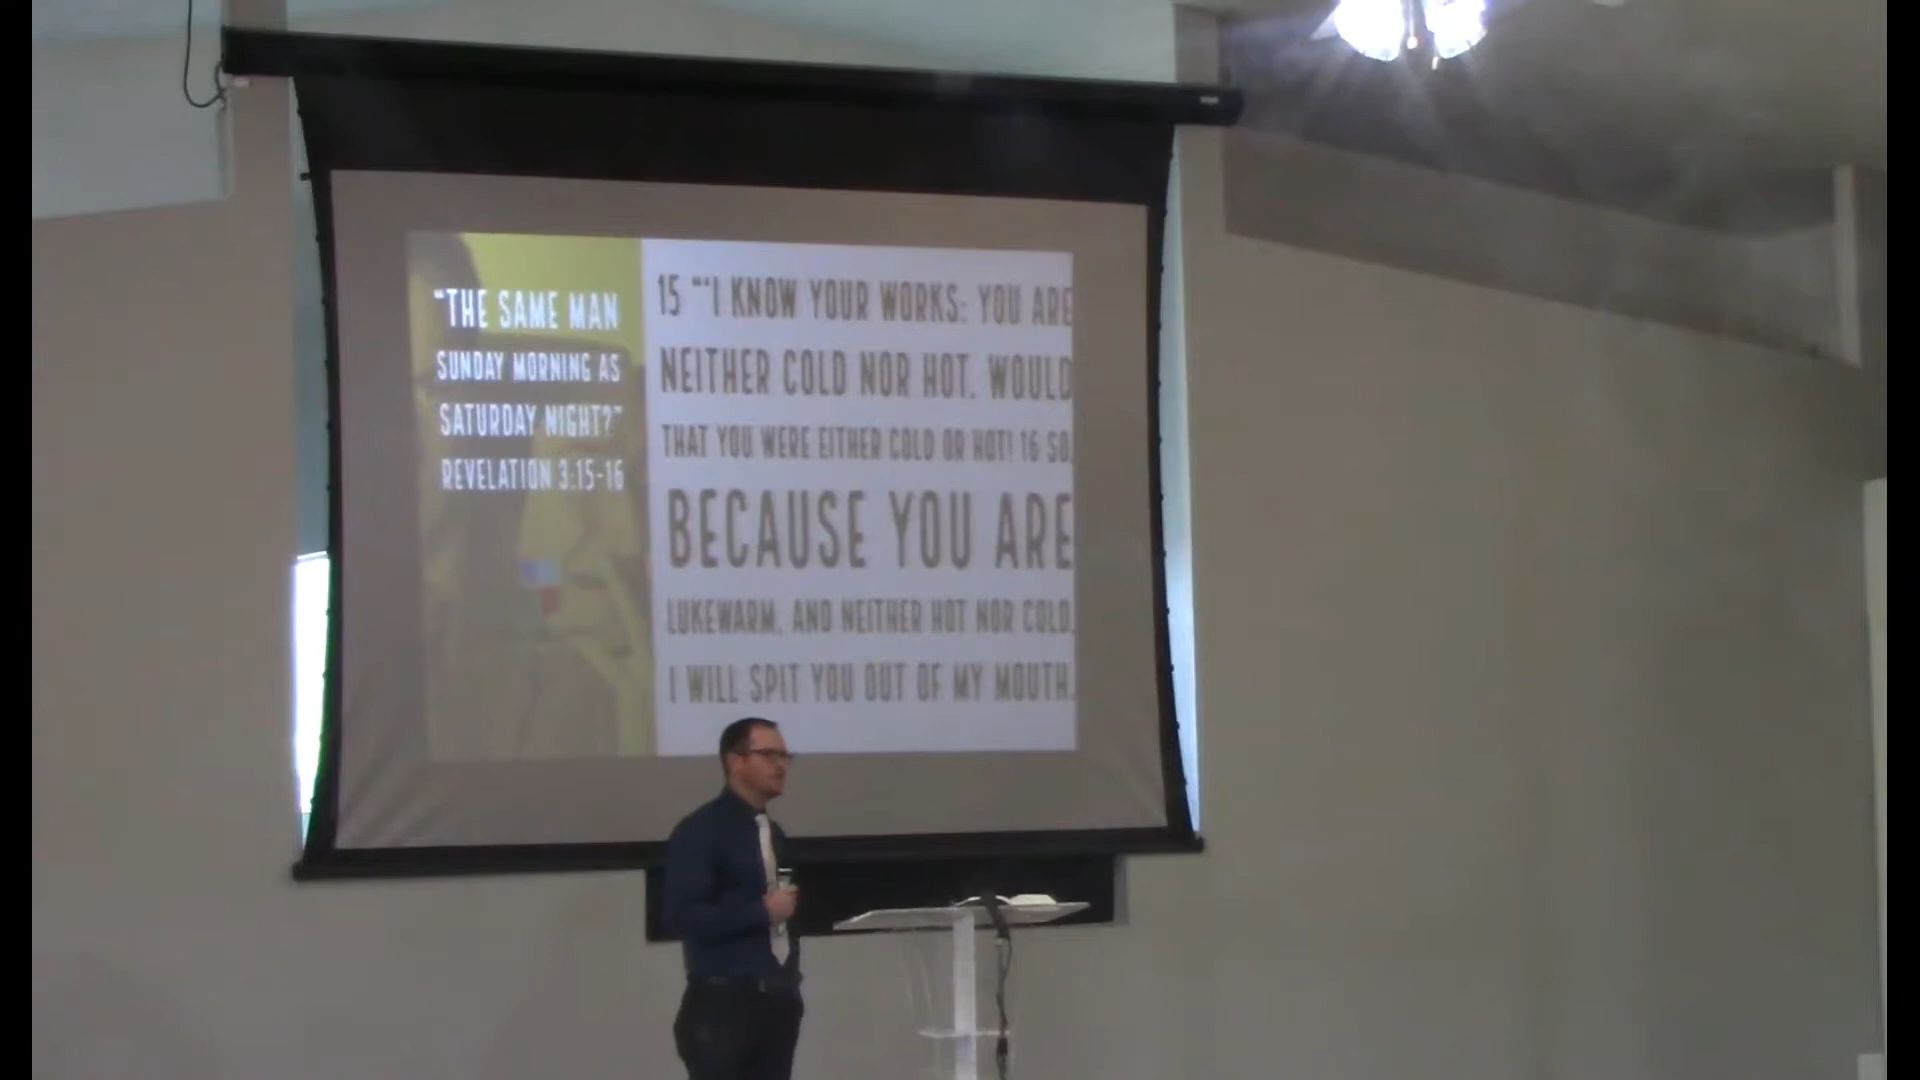 "THE SAME MAN
SUNDAY MORNING AS
SATURDAY NIGHT?"
REVELATION 3:15-16
15 "'I KNOW YOUR WORKS: YOU ARE
NEITHER COLD NOR HOT. WOULD
THAT YOU WERE EITHER COLD OR HOT! 16 SO,
BECAUSE YOU ARE
LUKEWARM, AND NEITHER HOT NOR COLD,
I WILL SPIT YOU OUT OF MY MOUTH.